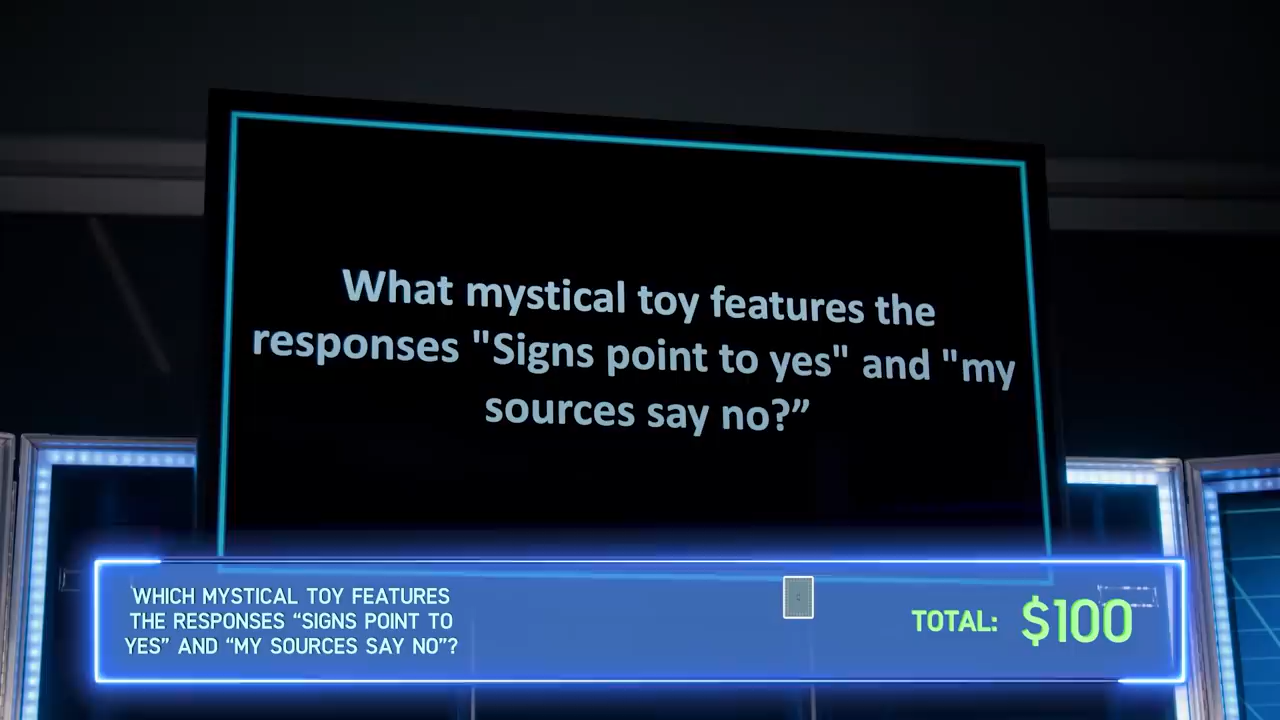 What mystical toy features the
responses "Signs point to yes" and "my
sources say no?”
WHICH MYSTICAL TOY FEATURES
THE RESPONSES “SIGNS POINT TO
YES” AND “MY SOURCES SAY NO”?
TOTAL: $100